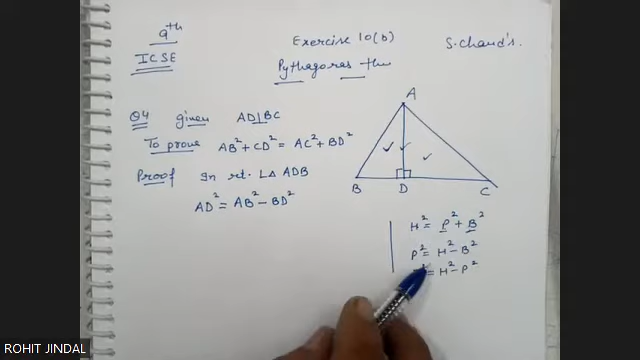 9th
ICSE
Exercise 10(b)
S.Chand's.
Pythagoras thm
Q4 given AD⊥BC
To prove AB²+CD² = AC²+BD²
Proof In rt. L△ ADB
AD² = AB² − BD²
A
B
D
C
H² = P² + B²
P² = H² − B²
² = H² − P²
ROHIT JINDAL